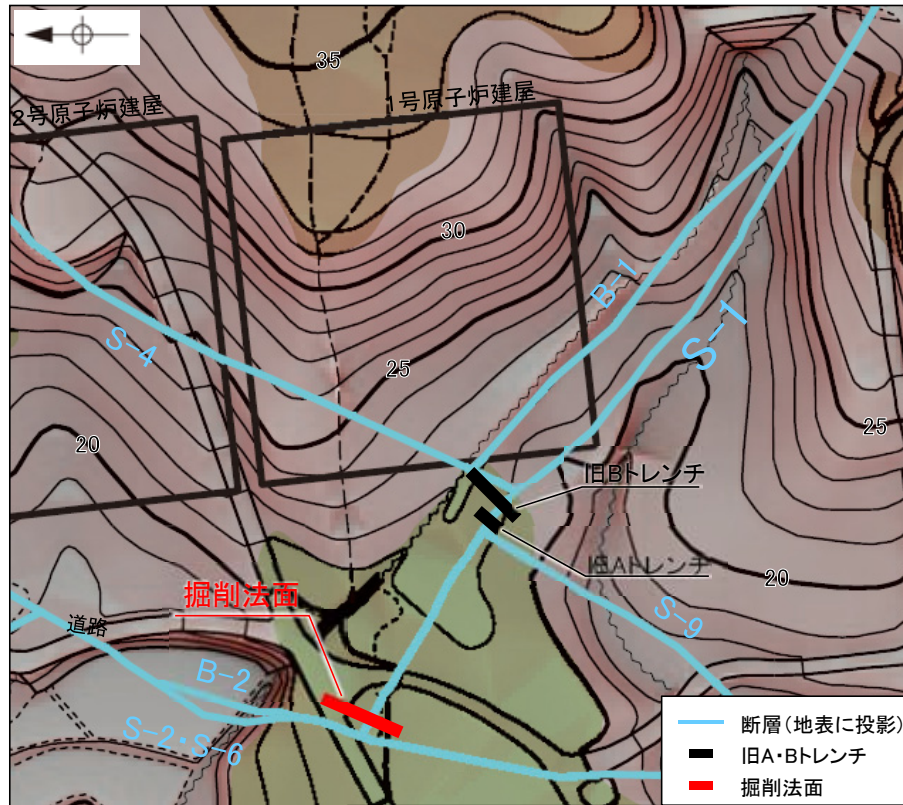 35
1号原子炉建屋
2号原子炉建屋
30
B-1
S-4
S-1
25
25
20
旧Bトレンチ
旧Aトレンチ
20
掘削法面
S-9
道路
B-2
S-2・S-6
断層(地表に投影)
旧A・Bトレンチ
掘削法面